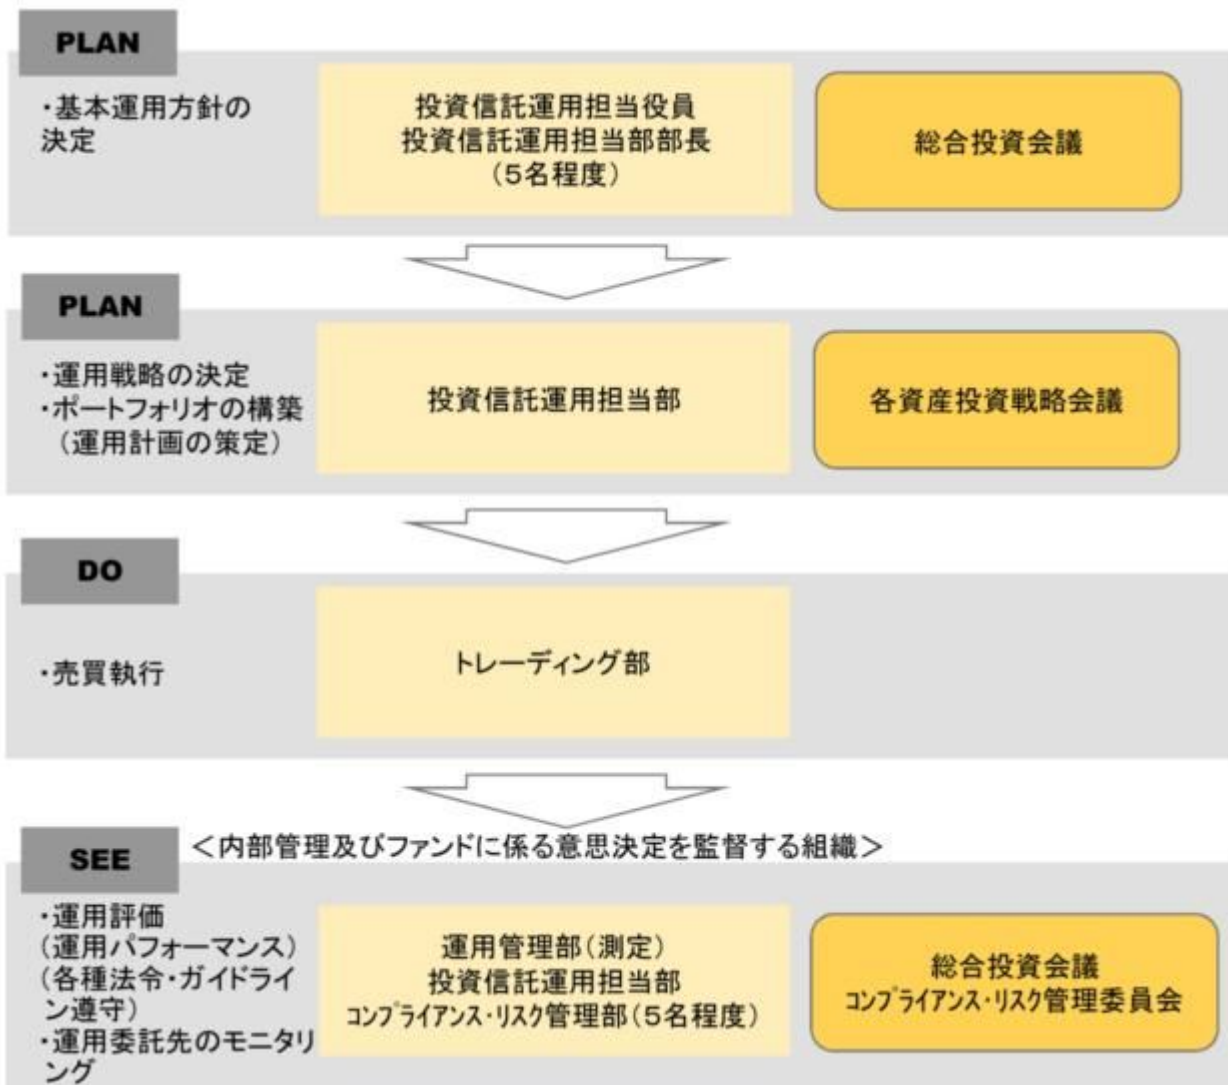 PLAN
・基本運用方針の
決定
投資信託運用担当役員
投資信託運用担当部部長
(5名程度)
総合投資会議
PLAN
・運用戦略の決定
・ポートフォリオの構築
(運用計画の策定)
投資信託運用担当部
各資産投資戦略会議
DO
・売買執行
トレーディング部
SEE
＜内部管理及びファンドに係る意思決定を監督する組織＞
・運用評価
(運用パフォーマンス)
(各種法令・ガイドライ
ン遵守)
・運用委託先のモニタリ
ング
運用管理部(測定)
投資信託運用担当部
ｺﾝﾌﾟﾗｲｱﾝｽ・ﾘｽｸ管理部(5名程度)
総合投資会議
ｺﾝﾌﾟﾗｲｱﾝｽ・ﾘｽｸ管理委員会